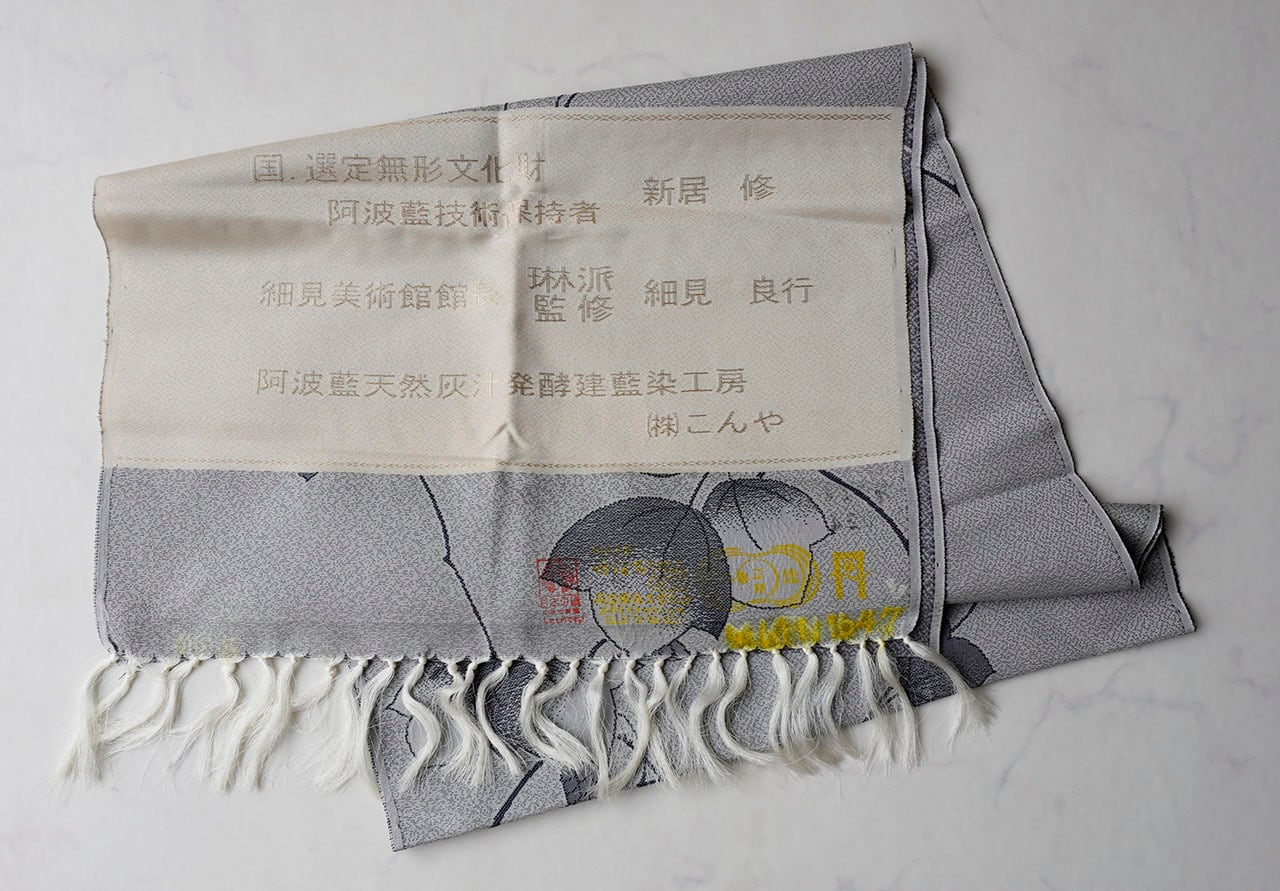 国.選定無形文化財
阿波藍技術保持者 新居 修
細見美術館館長 琳派監修 細見 良行
阿波藍天然灰汁発酵建藍染工房
㈱こんや
円